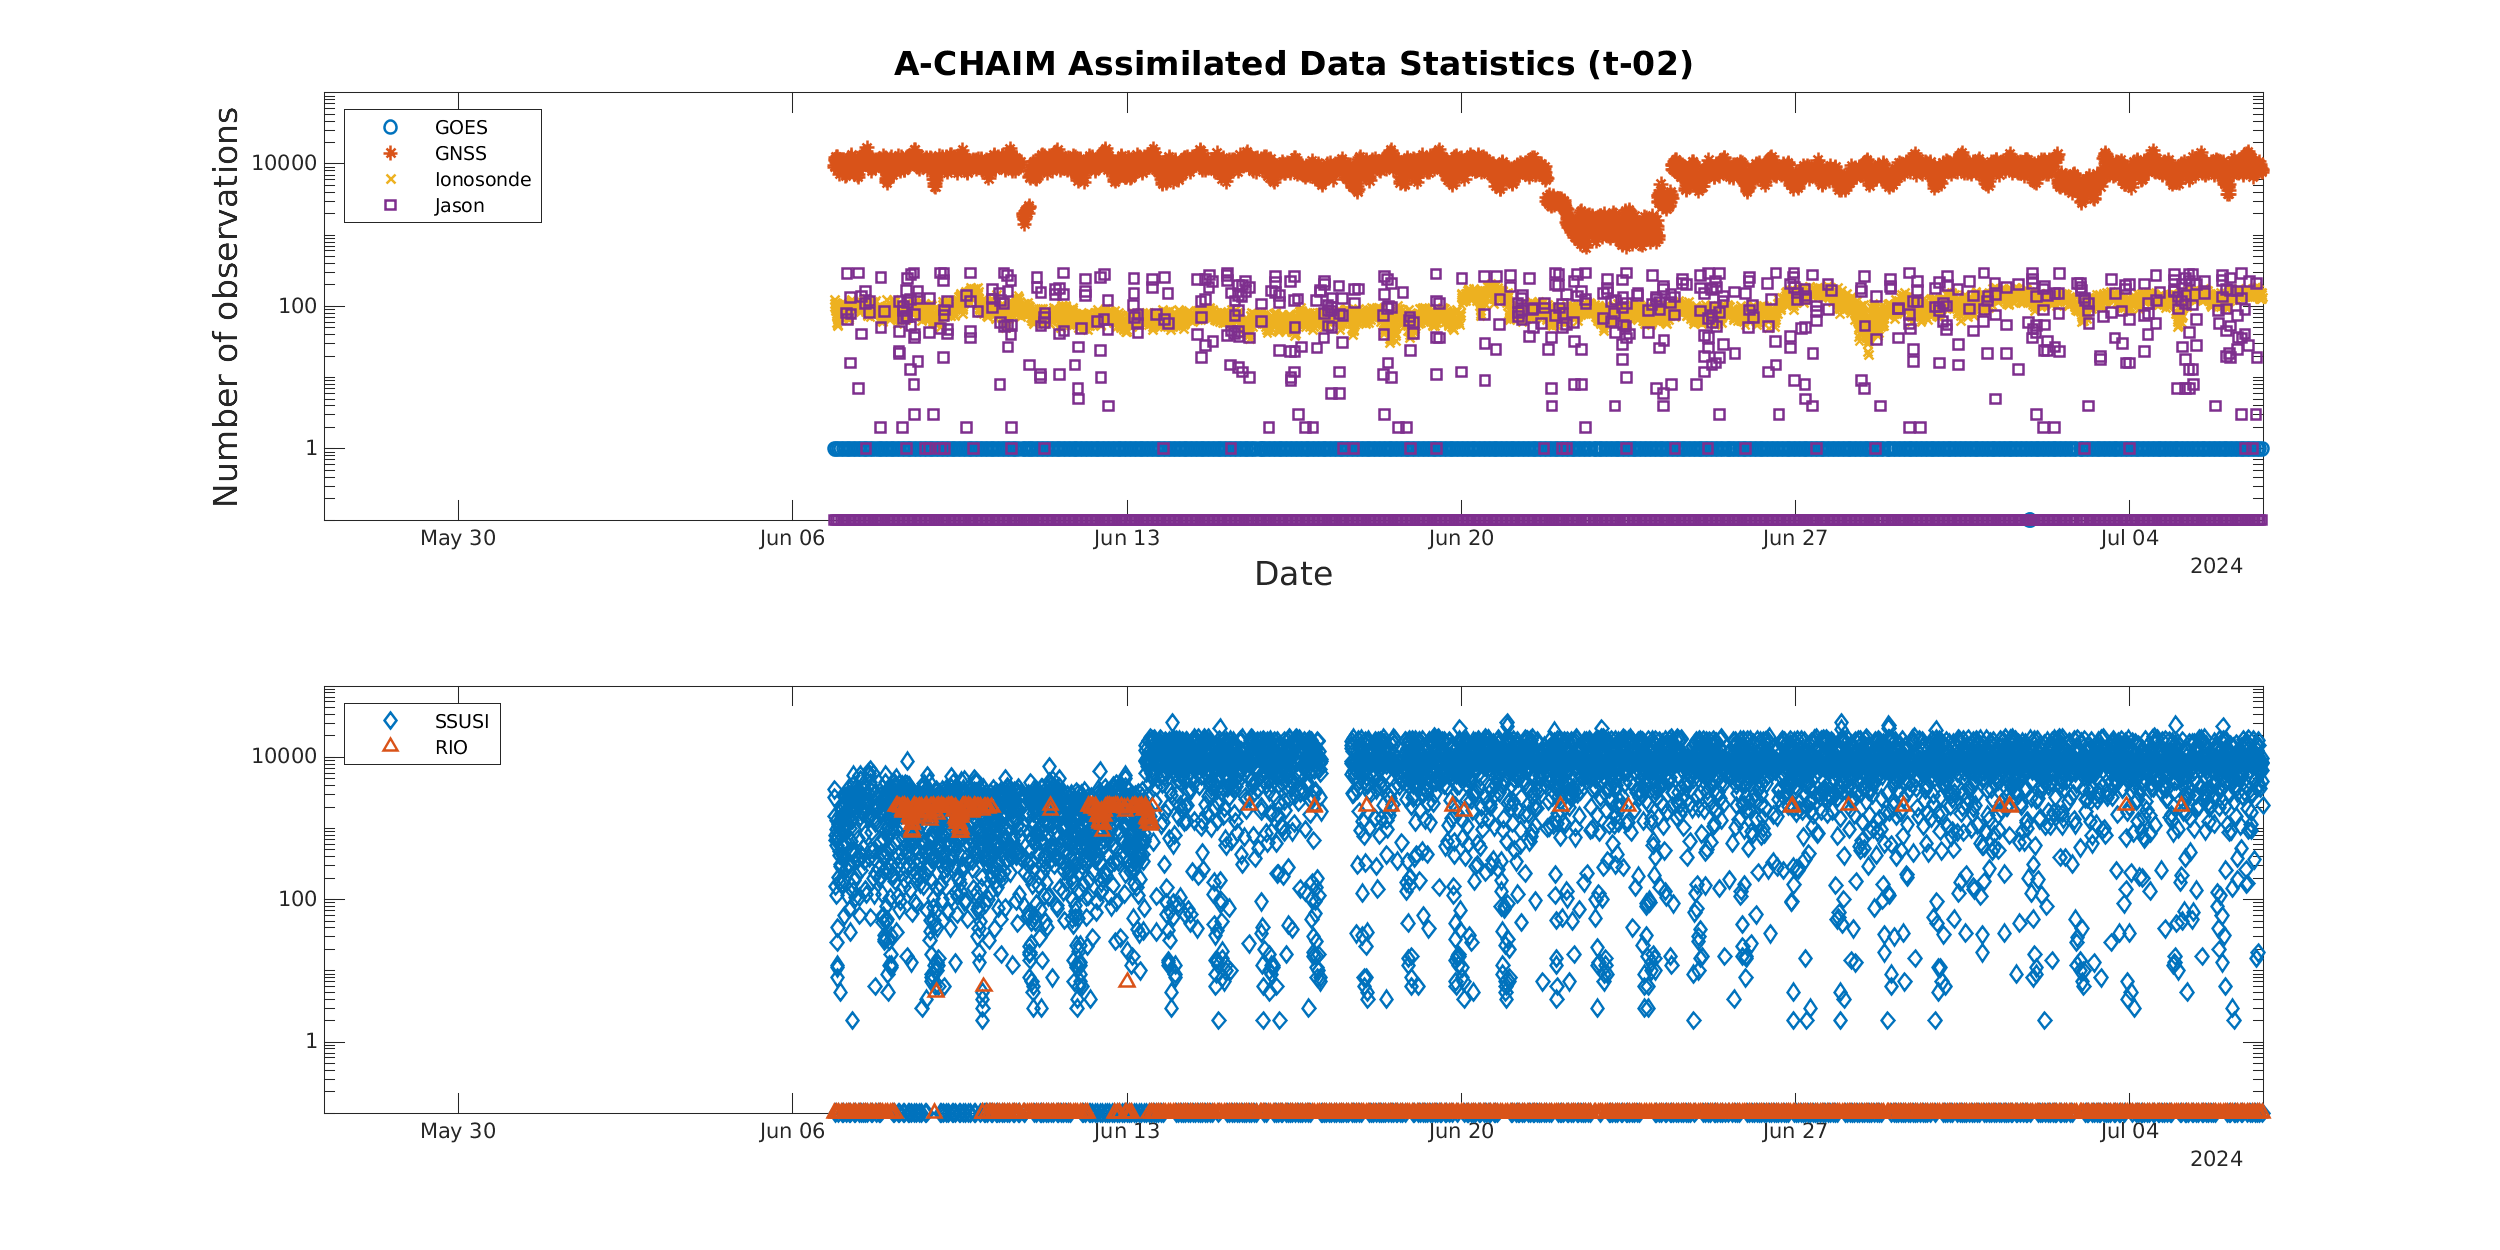 A-CHAIM Assimilated Data Statistics (t-02)
Number of observations
GOES
GNSS
Ionosonde
Jason
10000
100
1
May 30
Jun 06
Jun 13
Jun 20
Jun 27
Jul 04
2024
Date
SSUSI
RIO
10000
100
1
May 30
Jun 06
Jun 13
Jun 20
Jun 27
Jul 04
2024